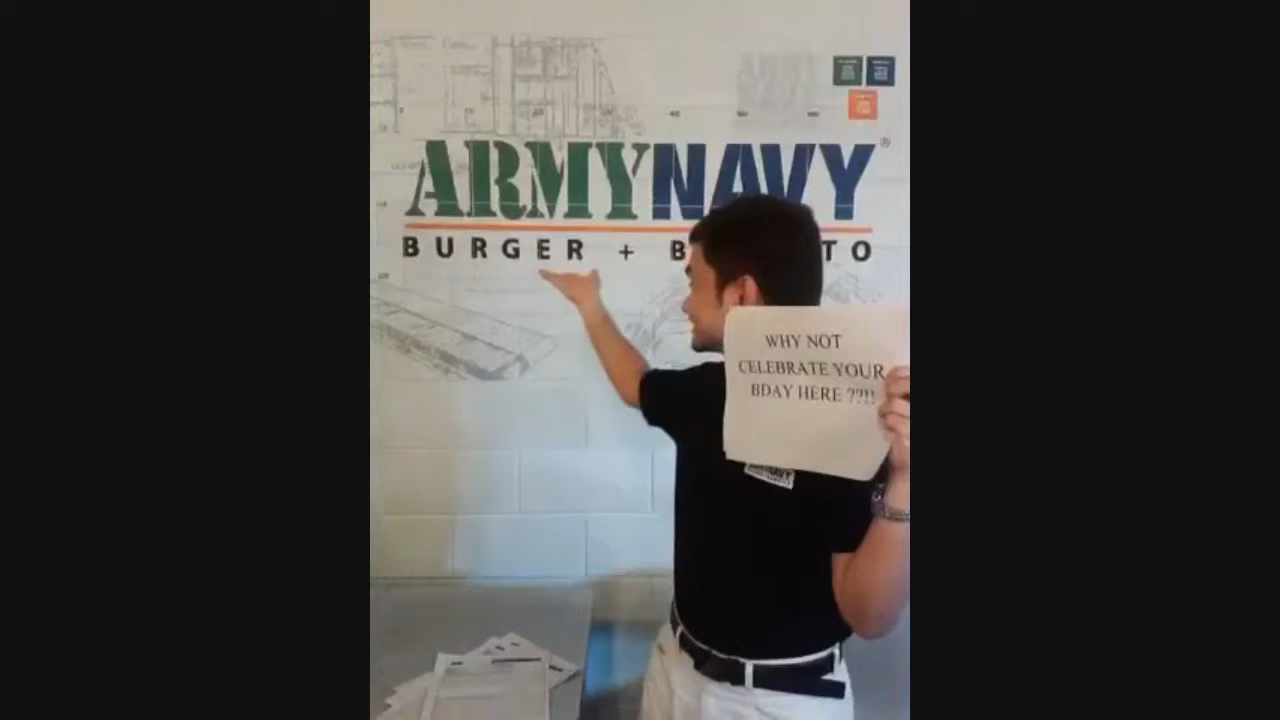 ARMYNAVY®
BURGER + B TO
WHY NOT
CELEBRATE YOUR
BDAY HERE ??!!